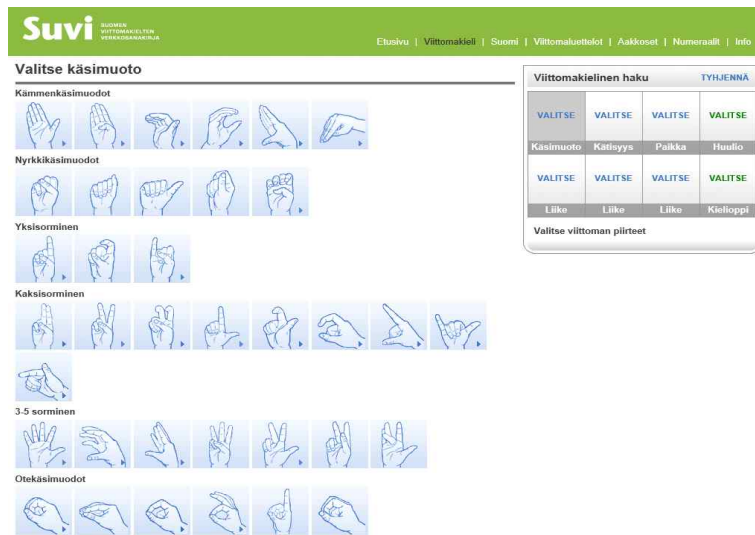 Suvi
SUOMEN
VIITTOMAKIELTEN
VERKKOSANAKIRJA
Etusivu | Viittomakieli | Suomi | Viittomaluettelot | Aakkoset | Numeraalit | Info
Valitse käsimuoto
Kämmenkäsimuodot
Nyrkkikäsimuodot
Yksisorminen
Kaksisorminen
3-5 sorminen
Otekäsimuodot
Viittomakielinen haku TYHJENNÄ
VALITSE VALITSE VALITSE VALITSE
Käsimuoto Kätisyys Paikka Huulio
VALITSE VALITSE VALITSE VALITSE
Liike Liike Liike Kielioppi
Valitse viittoman piirteet